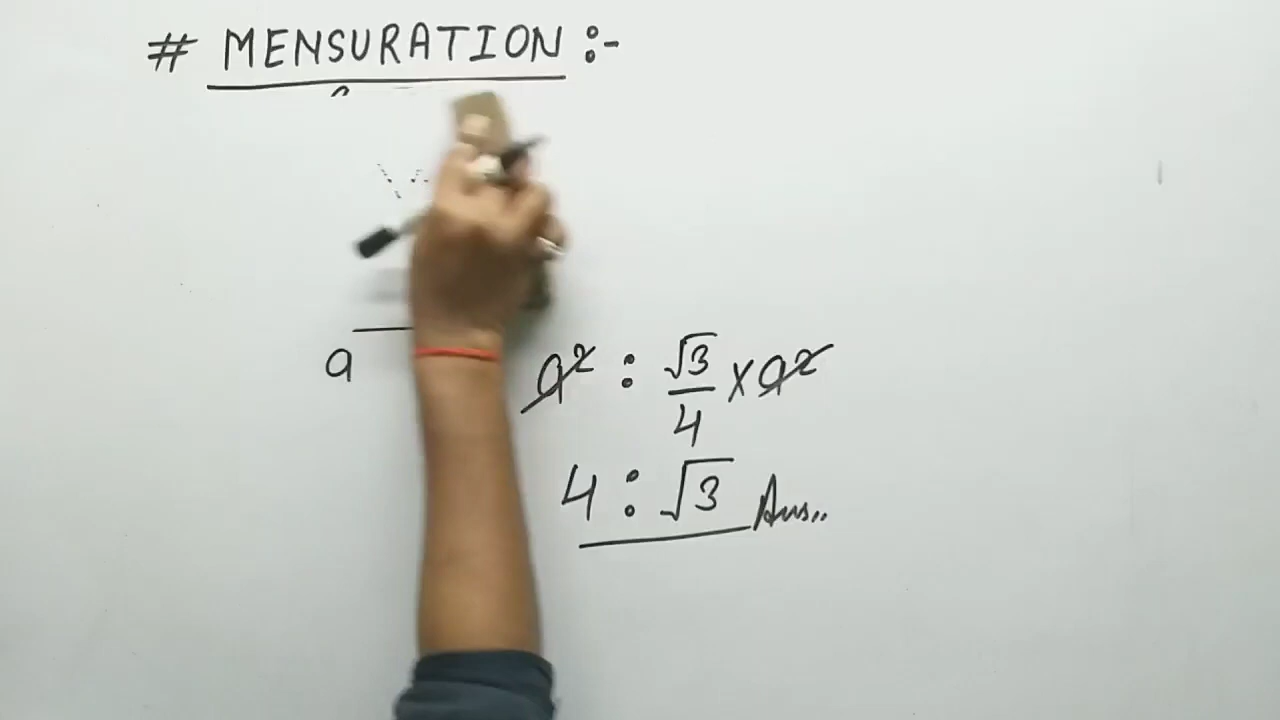 # MENSURATION :-
a
a² : √3/4 × a²
4 : √3 Ans..